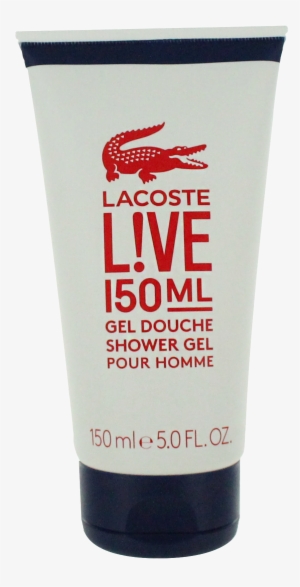 LACOSTE
L!VE
150ML
GEL DOUCHE
SHOWER GEL
POUR HOMME
150 ml e 5.0 FL. OZ.